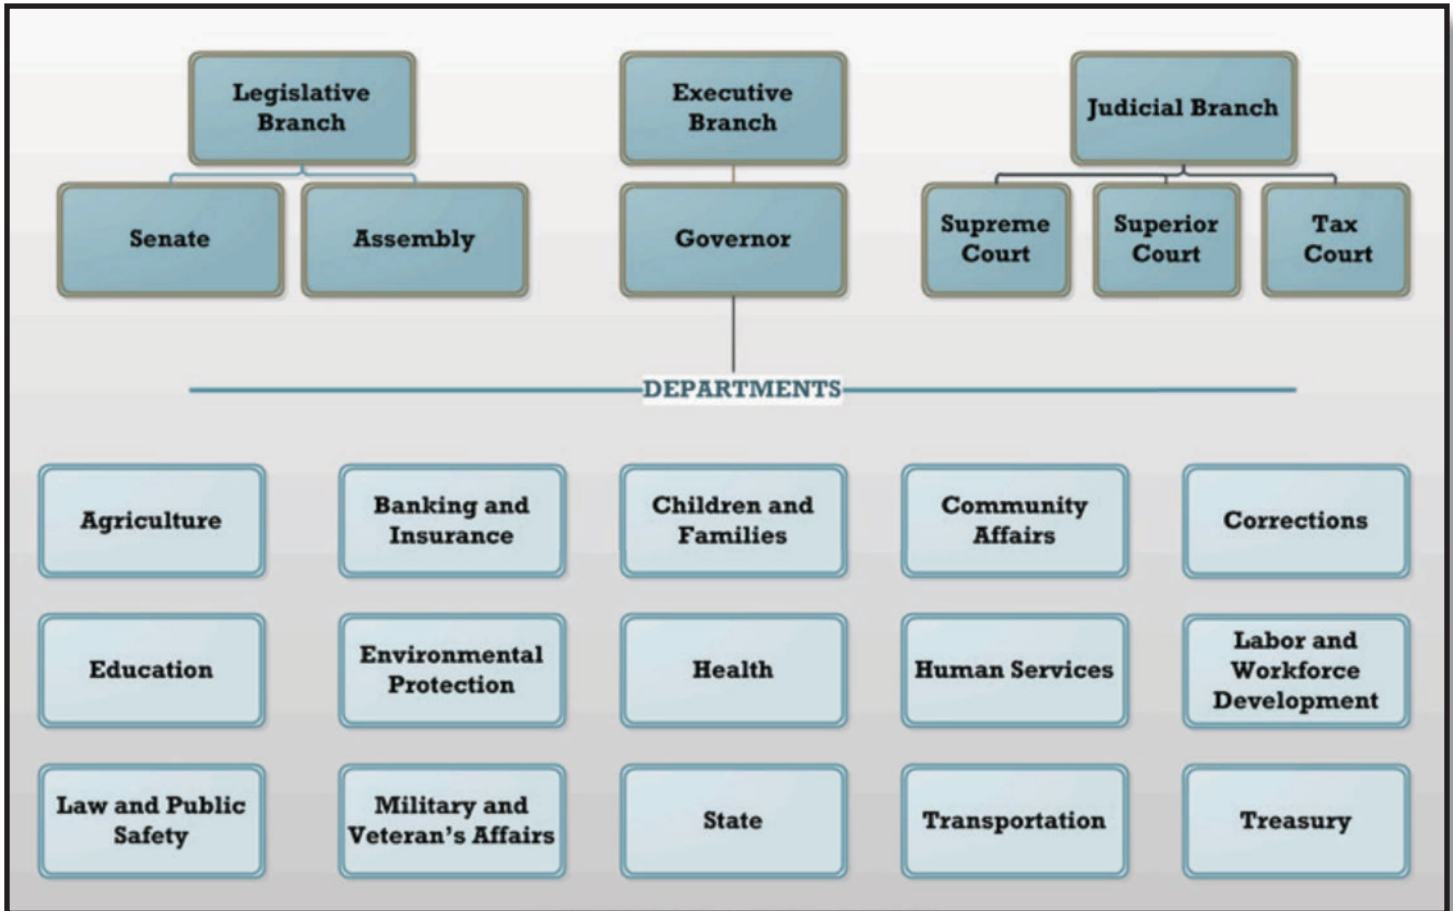 Legislative
Branch
Executive
Branch
Judicial Branch
Senate
Assembly
Governor
Supreme
Court
Superior
Court
Tax
Court
DEPARTMENTS
Agriculture
Banking and
Insurance
Children and
Families
Community
Affairs
Corrections
Education
Environmental
Protection
Health
Human Services
Labor and
Workforce
Development
Law and Public
Safety
Military and
Veteran's Affairs
State
Transportation
Treasury